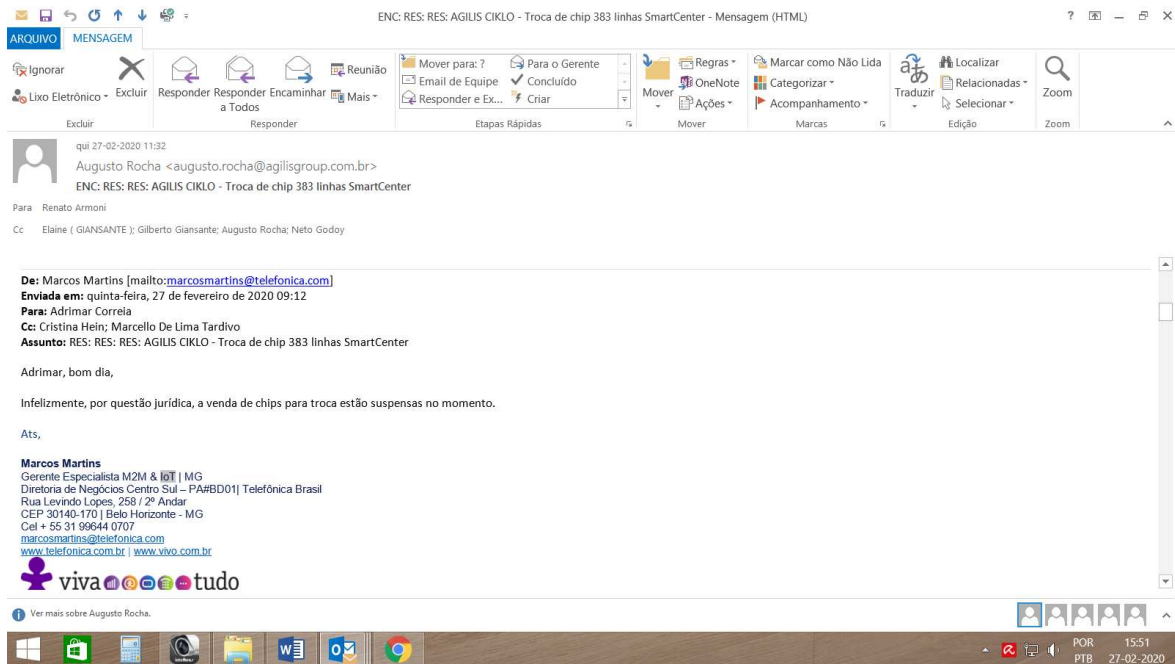 ENC: RES: RES: AGILIS CIKLO - Troca de chip 383 linhas SmartCenter - Mensagem (HTML)
ARQUIVO MENSAGEM
Ignorar
Lixo Eletrônico
Excluir
Responder
Responder a Todos
Encaminhar
Reunião
Mais
Mover para: ?
Para o Gerente
Email de Equipe
Concluído
Responder e Ex...
Criar
Mover
Regras
OneNote
Ações
Marcar como Não Lida
Categorizar
Acompanhamento
Traduzir
Localizar
Relacionadas
Selecionar
Zoom
Excluir
Responder
Etapas Rápidas
Mover
Marcas
Edição
Zoom
qui 27-02-2020 11:32
Augusto Rocha <augusto.rocha@agilisgroup.com.br>
ENC: RES: RES: AGILIS CIKLO - Troca de chip 383 linhas SmartCenter
Para Renato Armoni
Cc Elaine ( GIANSANTE ); Gilberto Giansante; Augusto Rocha; Neto Godoy
De: Marcos Martins [mailto:marcosmartins@telefonica.com]
Enviada em: quinta-feira, 27 de fevereiro de 2020 09:12
Para: Adrimar Correia
Cc: Cristina Hein; Marcello De Lima Tardivo
Assunto: RES: RES: RES: AGILIS CIKLO - Troca de chip 383 linhas SmartCenter
Adrimar, bom dia,
Infelizmente, por questão jurídica, a venda de chips para troca estão suspensas no momento.
Ats,
Marcos Martins
Gerente Especialista M2M & IoT | MG
Diretoria de Negócios Centro Sul – PA#BD01| Telefônica Brasil
Rua Levindo Lopes, 258 / 2º Andar
CEP 30140-170 | Belo Horizonte - MG
Cel + 55 31 99644 0707
marcosmartins@telefonica.com
www.telefonica.com.br | www.vivo.com.br
viva tudo
Ver mais sobre Augusto Rocha.
POR 15:51
PTB 27-02-2020